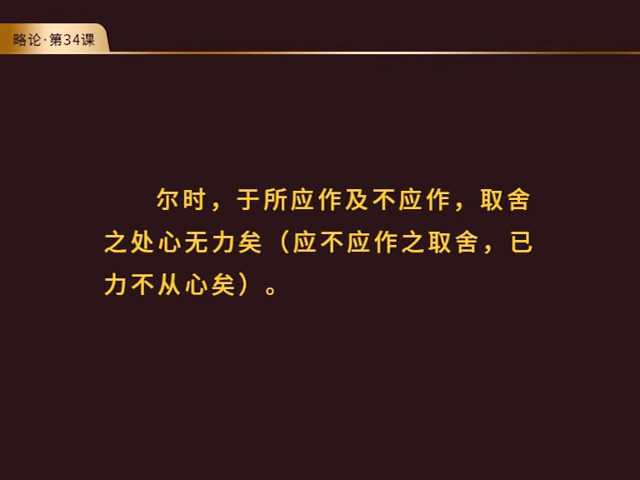 略论·第34课
尔时，于所应作及不应作，取舍
之处心无力矣（应不应作之取舍，已
力不从心矣）。